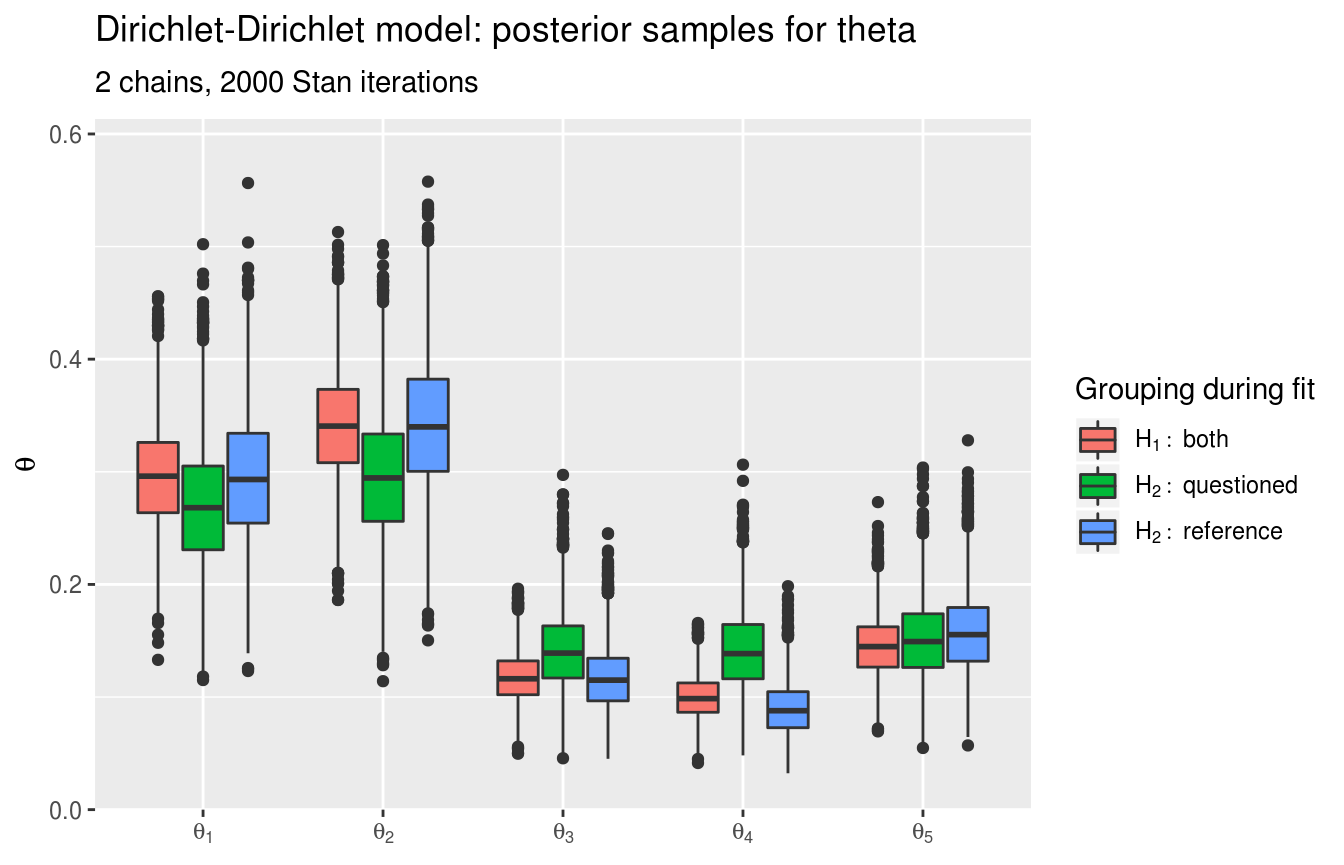 Dirichlet-Dirichlet model: posterior samples for theta
2 chains, 2000 Stan iterations
0.6
0.4
0.2
0.0
θ
θ₁ θ₂ θ₃ θ₄ θ₅
Grouping during fit
H₁ : both
H₂ : questioned
H₂ : reference